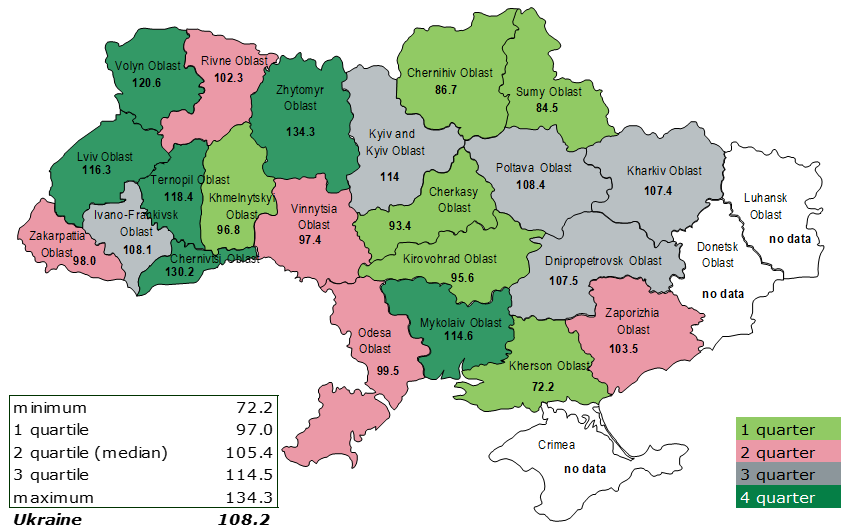 Volyn Oblast
120.6
Rivne Oblast
102.3
Zhytomyr
Oblast
134.3
Kyiv and
Kyiv Oblast
114
Chernihiv Oblast
86.7
Sumy Oblast
84.5
Lviv Oblast
116.3
Ternopil Oblast
118.4
Khmelnytskyi
Oblast
96.8
Vinnytsia
Oblast
97.4
Cherkasy
Oblast
93.4
Poltava Oblast
108.4
Kharkiv Oblast
107.4
Luhansk
Oblast
no data
Zakarpattia
Oblast
98.0
Ivano-Frankivsk
Oblast
108.1
Chernivtsi Oblast
130.2
Kirovohrad Oblast
95.6
Dnipropetrovsk Oblast
107.5
Donetsk
Oblast
no data
Odesa
Oblast
99.5
Mykolaiv Oblast
114.6
Kherson Oblast
72.2
Zaporizhia
Oblast
103.5
Crimea
no data
minimum 72.2
1 quartile 97.0
2 quartile (median) 105.4
3 quartile 114.5
maximum 134.3
Ukraine 108.2
1 quarter
2 quarter
3 quarter
4 quarter